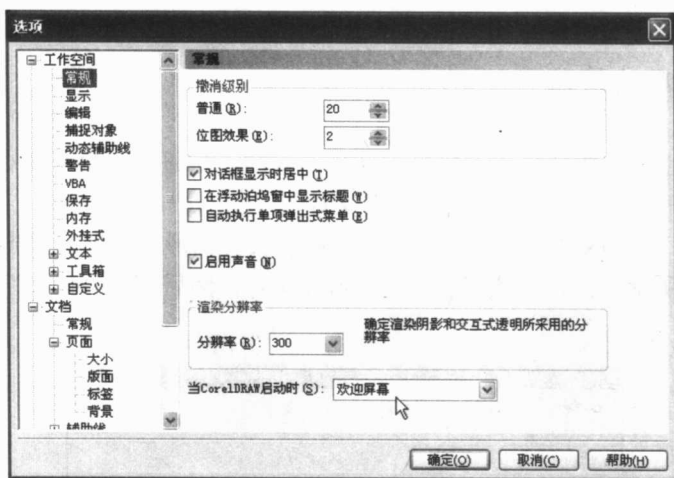 选项
工作空间
常规
显示
编辑
捕捉对象
动态辅助线
警告
VBA
保存
内存
外挂式
文本
工具箱
自定义
文档
常规
页面
大小
版面
标签
背景
辅助线
常规
撤消级别
普通(R): 20
位图效果(E): 2
对话框显示时居中(I)
在浮动泊坞窗中显示标题(W)
自动执行单项弹出式菜单(E)
启用声音(N)
渲染分辨率
分辨率(R): 300
确定渲染阴影和交互式透明所采用的分
辨率
当CorelDRAW启动时(S): 欢迎屏幕
确定(O) 取消(C) 帮助(H)